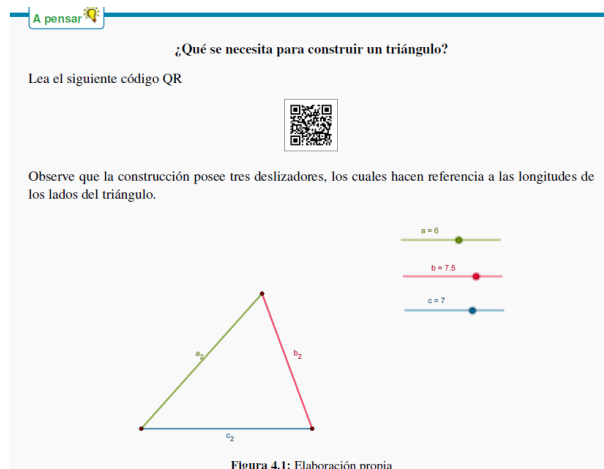 A pensar
¿Qué se necesita para construir un triángulo?
Lea el siguiente código QR
Observe que la construcción posee tres deslizadores, los cuales hacen referencia a las longitudes de
los lados del triángulo.
a = 6
b = 7.5
c = 7
a₂
b₂
c₂
Figura 4.1: Elaboración propia